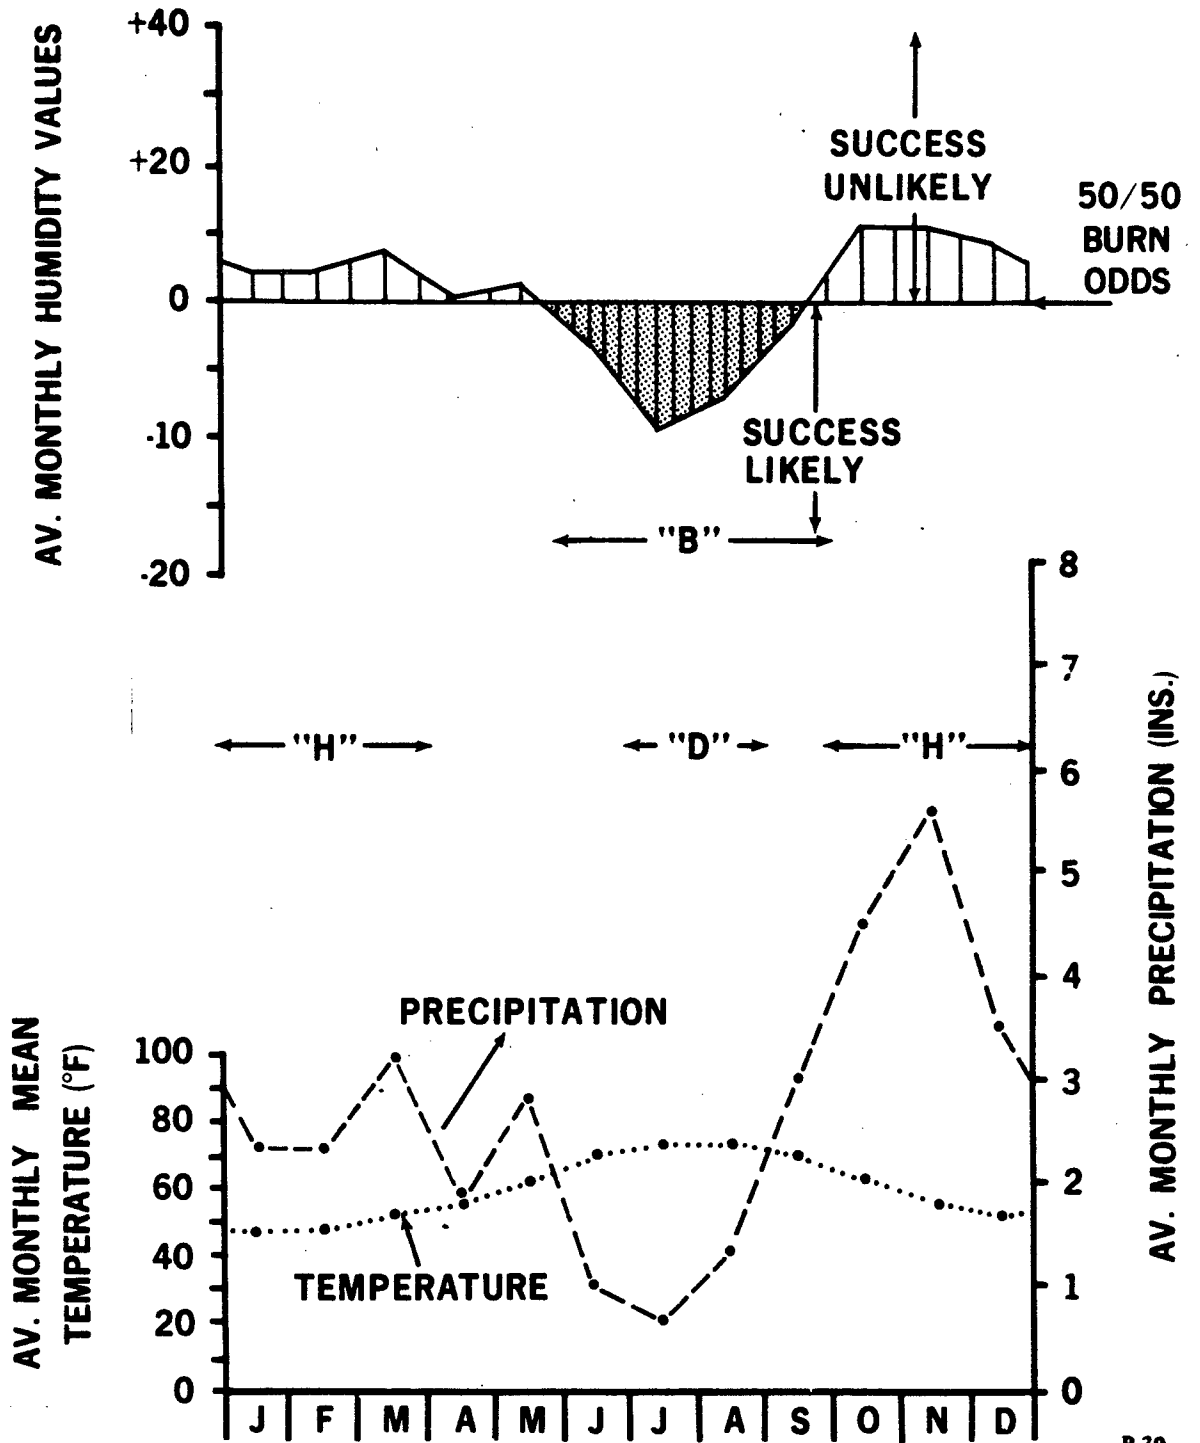 AV. MONTHLY HUMIDITY VALUES
+40
+20
0
-10
-20
SUCCESS
UNLIKELY
50/50
BURN
ODDS
SUCCESS
LIKELY
"B"
"H"
"D"
"H"
8
7
6
5
4
3
2
1
0
AV. MONTHLY PRECIPITATION (INS.)
PRECIPITATION
TEMPERATURE
AV. MONTHLY MEAN
TEMPERATURE (°F)
100
80
60
40
20
0
J F M A M J J A S O N D